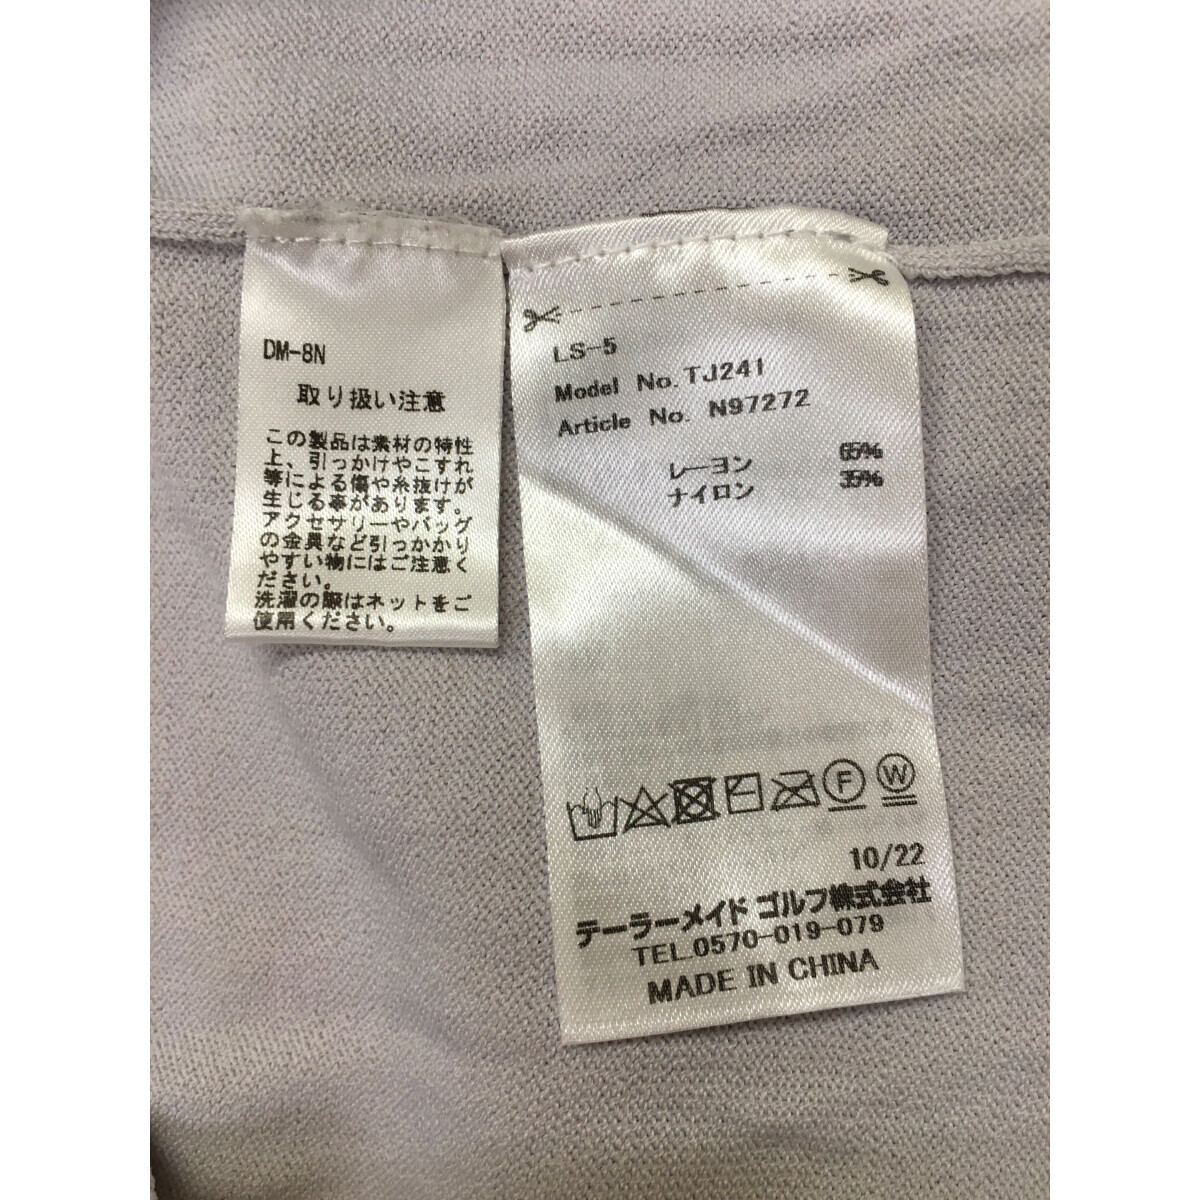 DM-8N
取り扱い注意
この製品は素材の特性
上、引っかけやこすれ
等による傷や糸抜けが
生じる事があります。
アクセサリーやバッグ
の金具など引っかかり
やすい物にはご注意く
ださい。
洗濯の際はネットをご
使用ください。
LS-5
Model No.TJ241
Article No. N97272
レーヨン 65%
ナイロン 35%
F W
10/22
テーラーメイド ゴルフ株式会社
TEL.0570-019-079
MADE IN CHINA